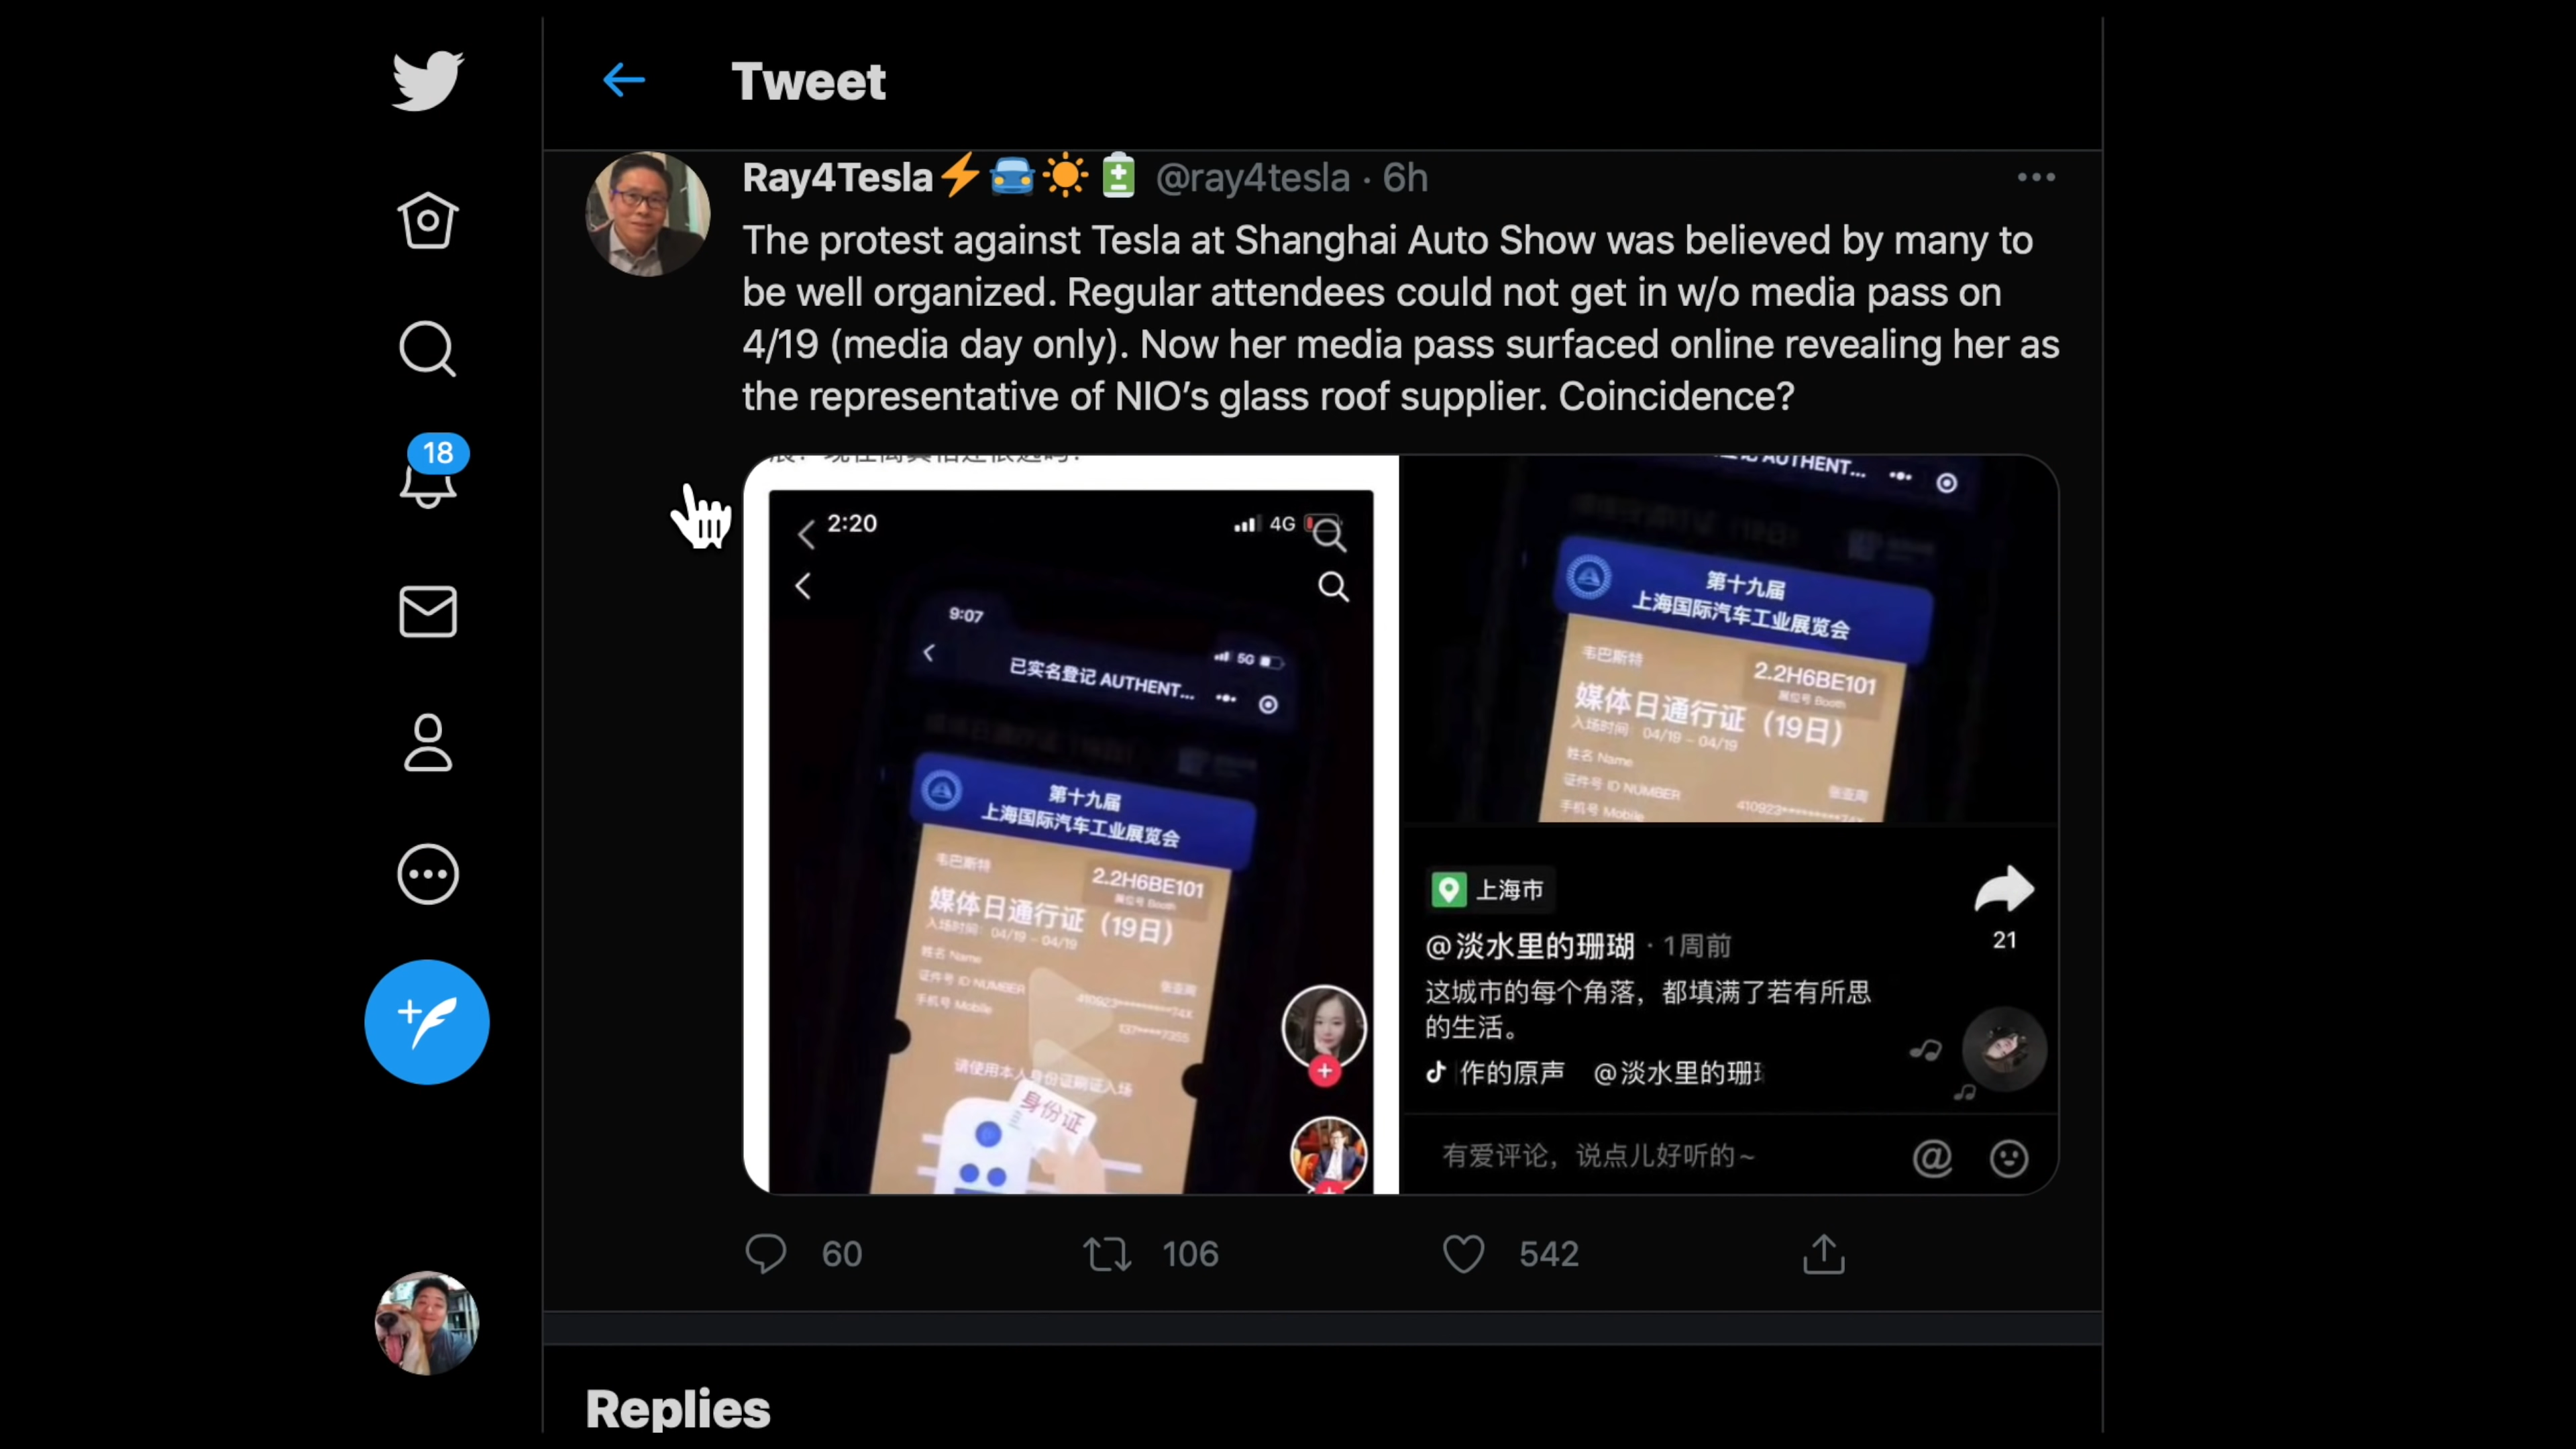 Tweet
Ray4Tesla⚡🚙☀️🔋 @ray4tesla · 6h
The protest against Tesla at Shanghai Auto Show was believed by many to
be well organized. Regular attendees could not get in w/o media pass on
4/19 (media day only). Now her media pass surfaced online revealing her as
the representative of NIO’s glass roof supplier. Coincidence?
18
2:20
4G
9:07
5G
已实名登记 AUTHENT...
第十九届
上海国际汽车工业展览会
韦巴斯特
2.2H6BE101
展位号 Booth
媒体日通行证（19日）
入场时间：04/19 - 04/19
姓名 Name
证件号 ID NUMBER
手机号 Mobile
请使用本人身份证刷证入场
身份证
AUTHENT...
第十九届
上海国际汽车工业展览会
韦巴斯特
2.2H6BE101
展位号 Booth
媒体日通行证（19日）
入场时间：04/19 - 04/19
姓名 Name
证件号 ID NUMBER
手机号 Mobile
上海市
21
@淡水里的珊瑚 · 1周前
这城市的每个角落，都填满了若有所思
的生活。
作的原声 @淡水里的珊
有爱评论，说点儿好听的~
60
106
542
Replies